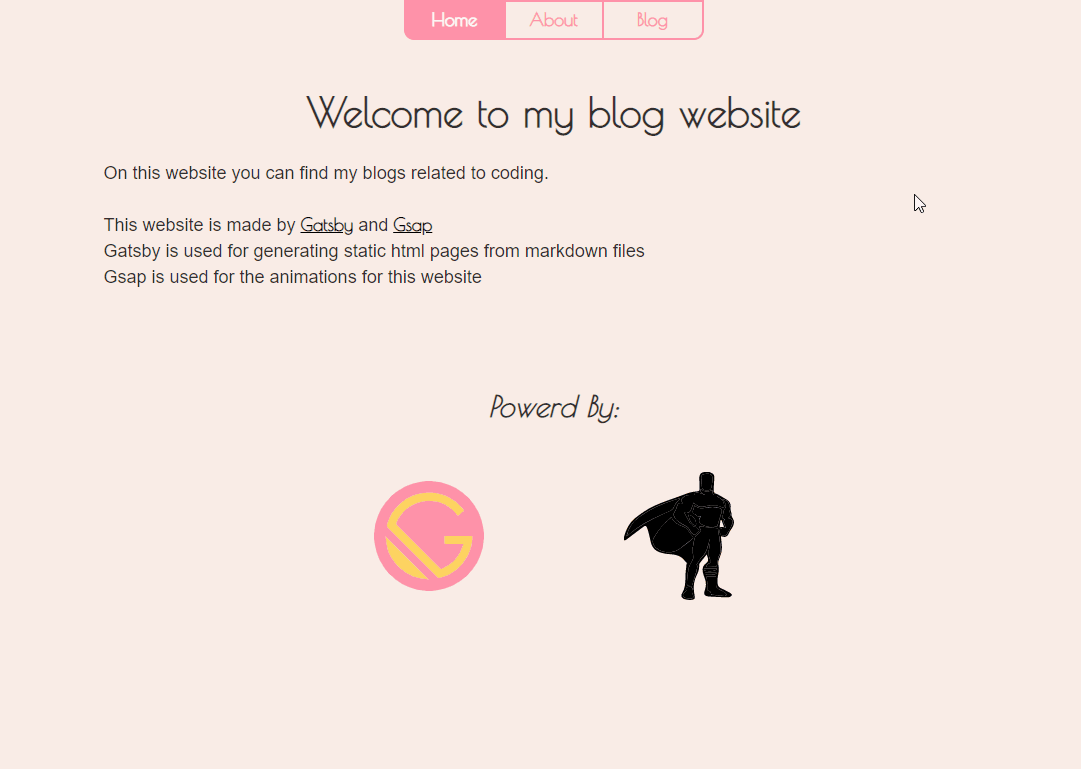 Home About Blog
Welcome to my blog website
On this website you can find my blogs related to coding.
This website is made by Gatsby and Gsap
Gatsby is used for generating static html pages from markdown files
Gsap is used for the animations for this website
Powerd By: